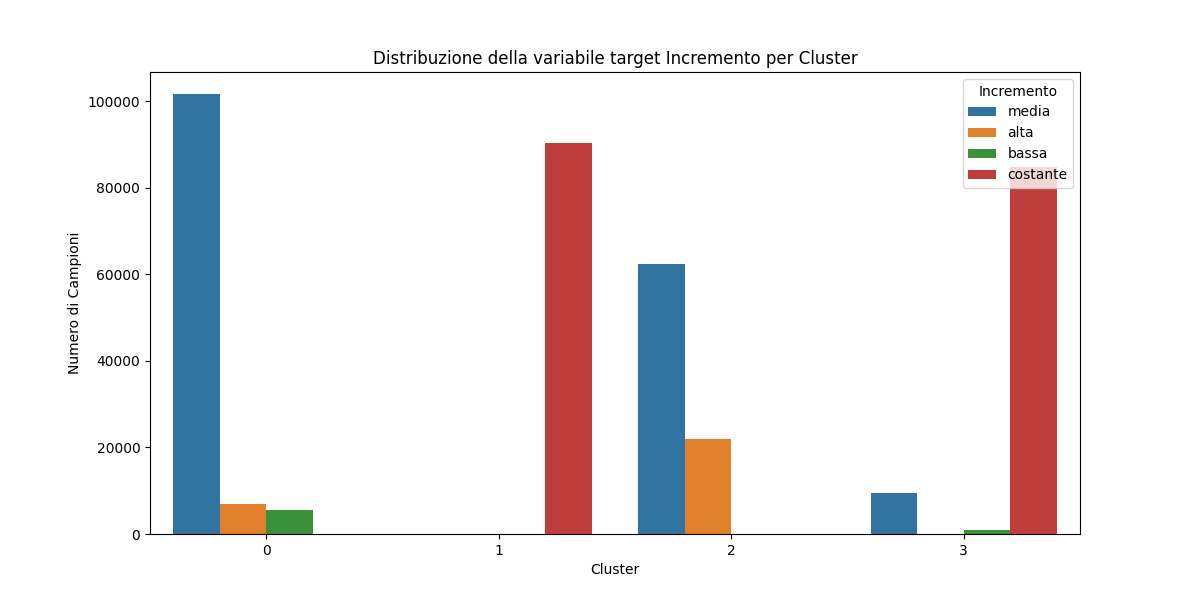 Distribuzione della variabile target Incremento per Cluster
Incremento
media
alta
bassa
costante
100000
80000
60000
40000
20000
0
Numero di Campioni
0 1 2 3
Cluster